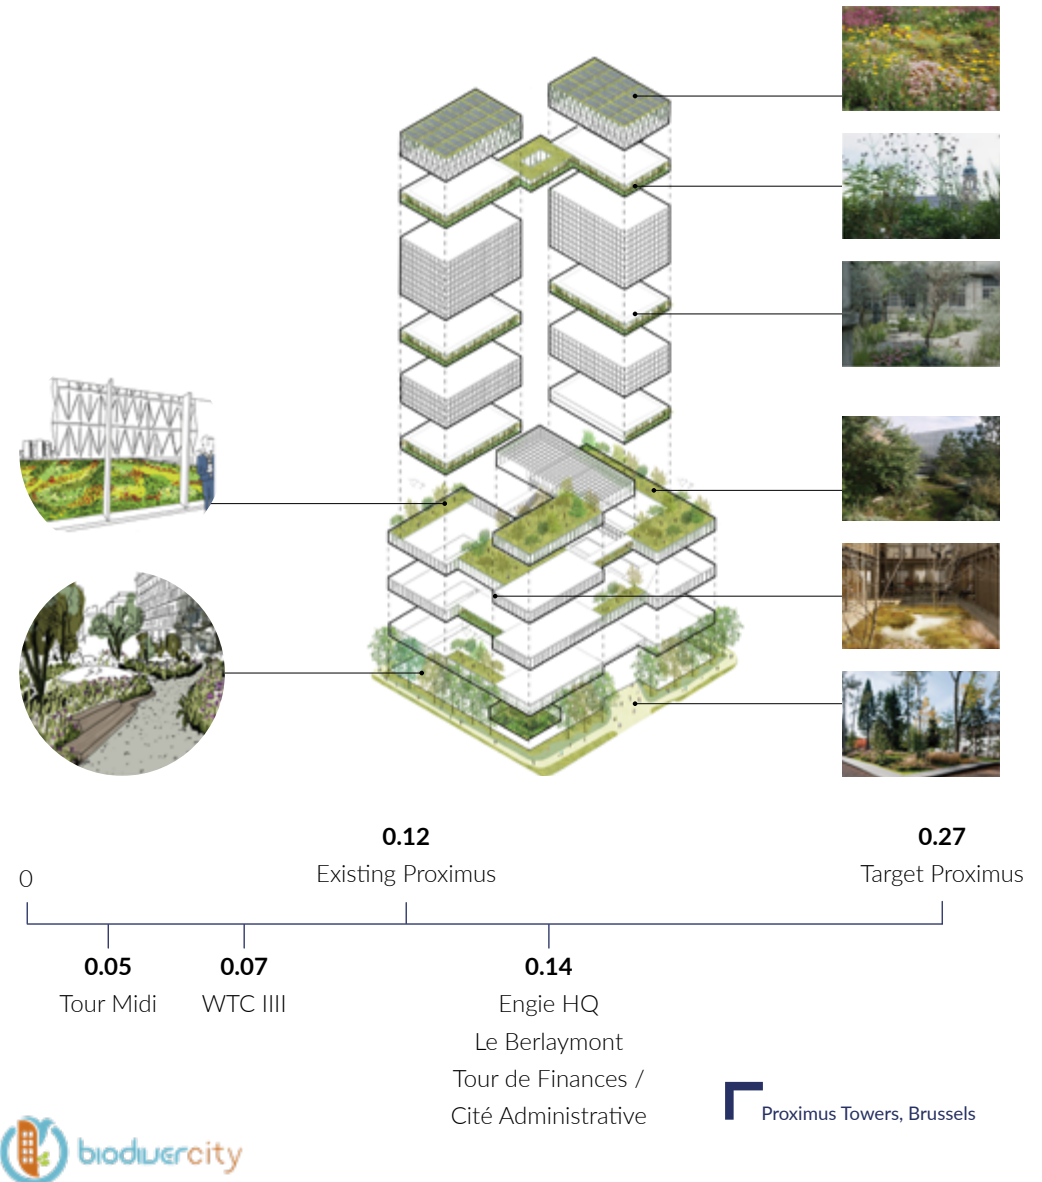 0.12
0.27
Existing Proximus
Target Proximus
0
0.05
0.07
0.14
Tour Midi
WTC IIII
Engie HQ
Le Berlaymont
Tour de Finances /
Cité Administrative
Proximus Towers, Brussels
biodivercity